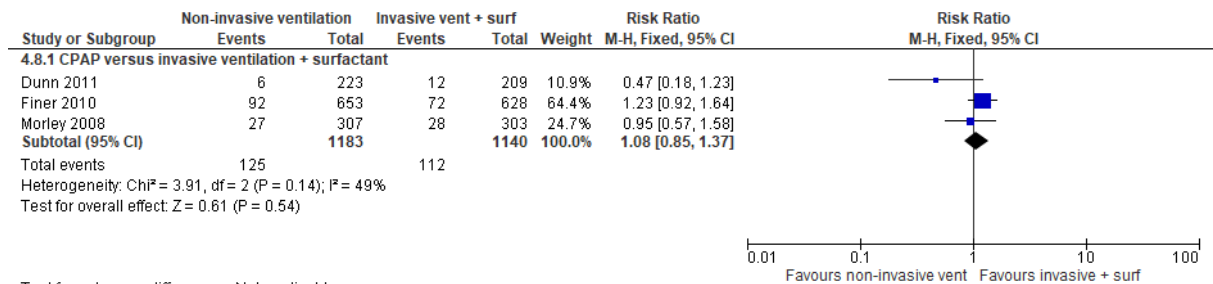 Non-invasive ventilation Invasive vent + surf Risk Ratio Risk Ratio
Study or Subgroup Events Total Events Total Weight M-H, Fixed, 95% CI M-H, Fixed, 95% CI
4.8.1 CPAP versus invasive ventilation + surfactant
Dunn 2011 6 223 12 209 10.9% 0.47 [0.18, 1.23]
Finer 2010 92 653 72 628 64.4% 1.23 [0.92, 1.64]
Morley 2008 27 307 28 303 24.7% 0.95 [0.57, 1.58]
Subtotal (95% CI) 1183 1140 100.0% 1.08 [0.85, 1.37]
Total events 125 112
Heterogeneity: Chi² = 3.91, df = 2 (P = 0.14); I² = 49%
Test for overall effect: Z = 0.61 (P = 0.54)
0.01 0.1 1 10 100
Favours non-invasive vent Favours invasive + surf